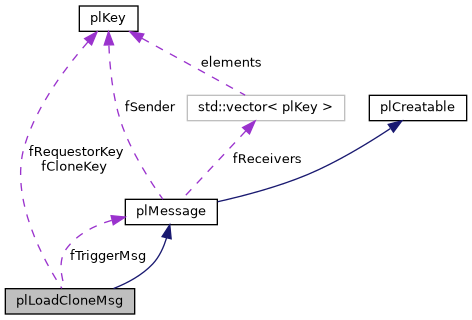 plKey
elements
fSender
std::vector< plKey >
plCreatable
fRequestorKey
fCloneKey
fReceivers
plMessage
fTriggerMsg
plLoadCloneMsg